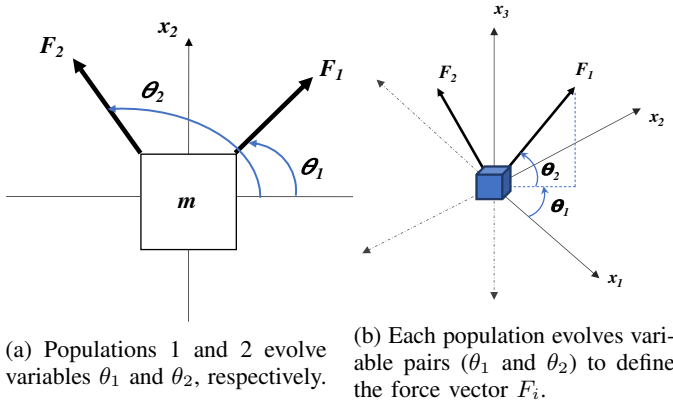 x₂
F₂
F₁
θ₂
θ₁
m
(a) Populations 1 and 2 evolve
variables θ₁ and θ₂, respectively.
x₃
F₂
F₁
x₂
θ₂
θ₁
x₁
(b) Each population evolves vari-
able pairs (θ₁ and θ₂) to define
the force vector Fᵢ.